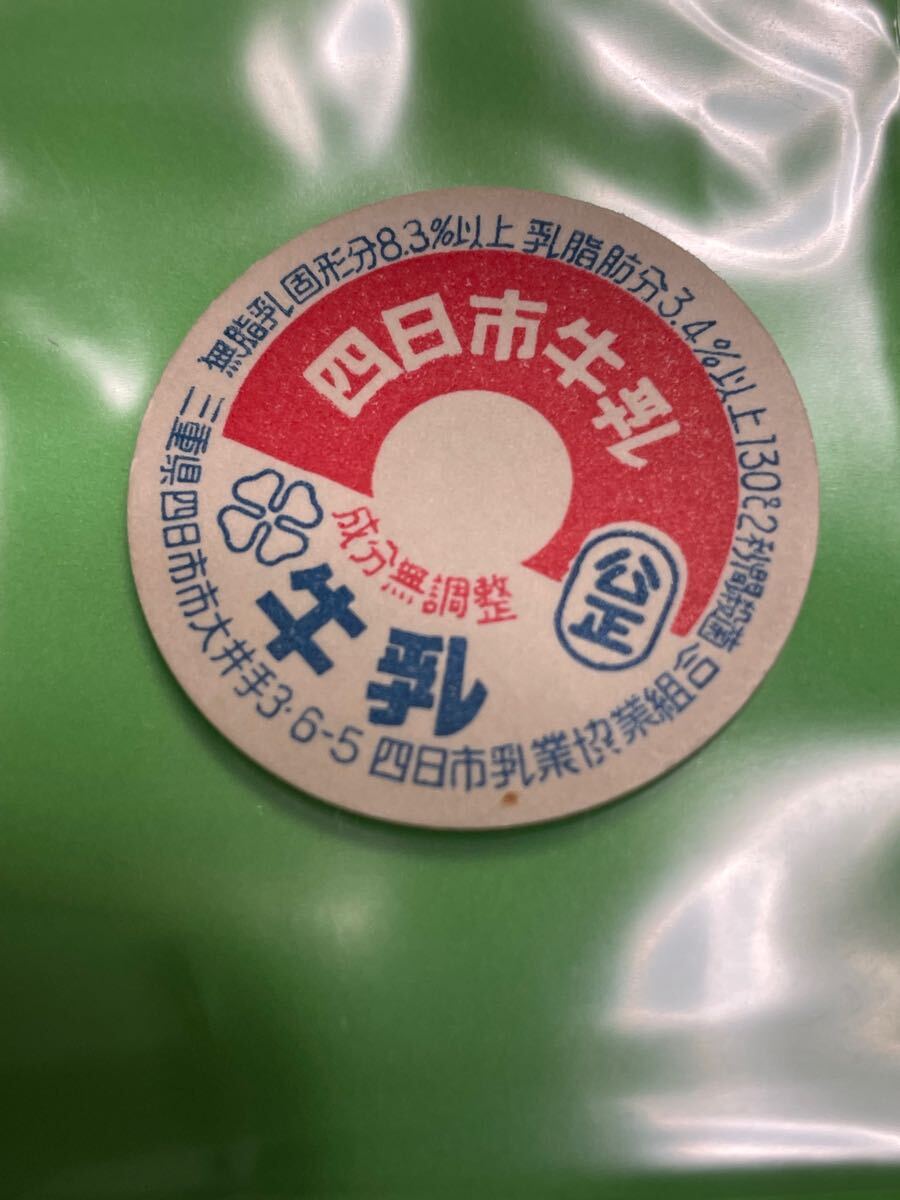 無脂乳固形分8.3%以上 乳脂肪分3.4%以上 130℃2秒間殺菌
四日市牛乳
公正
成分無調整
牛
三重県四日市市大井手3・6-5 四日市乳業協業組合